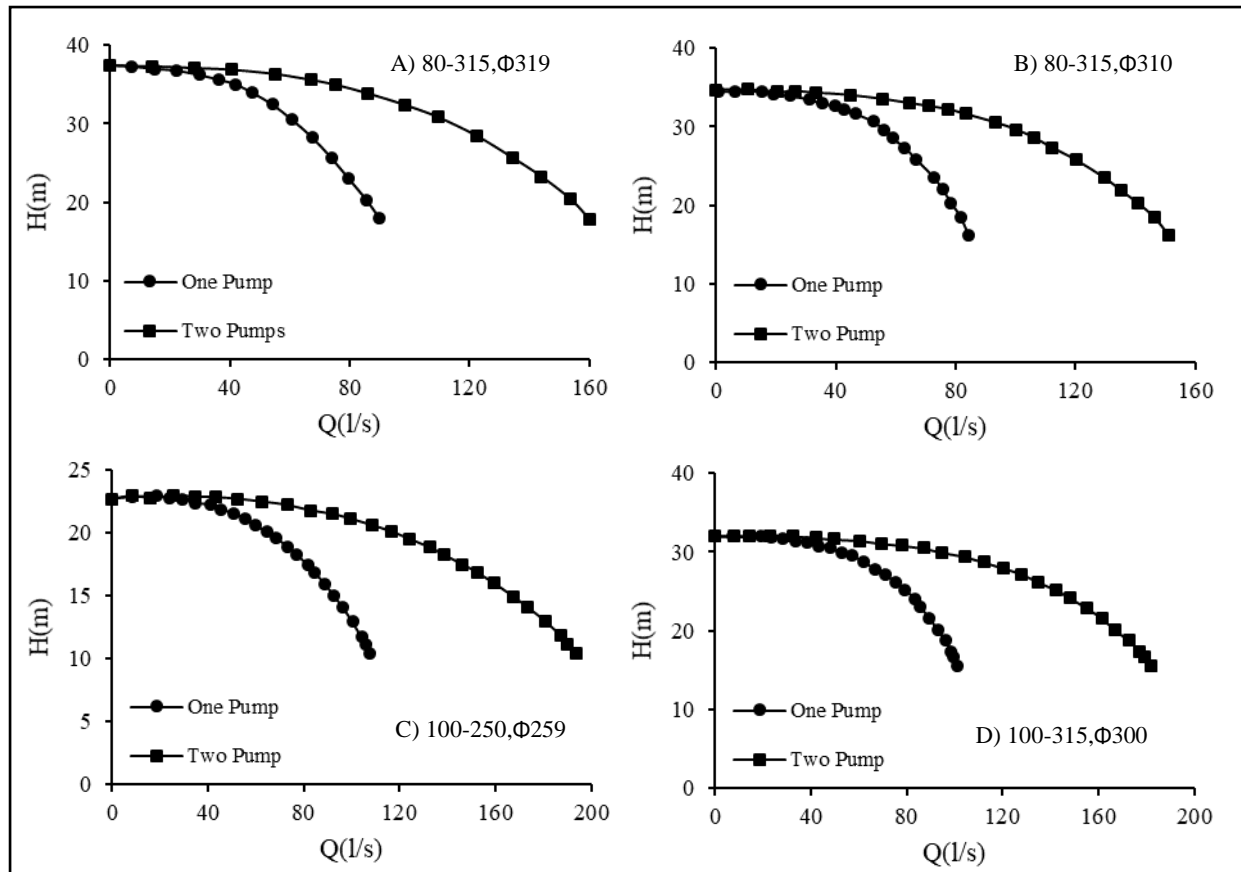 A) 80-315,Φ319
H(m)
40
30
20
10
0
One Pump
Two Pumps
0 40 80 120 160
Q(l/s)
B) 80-315,Φ310
H(m)
40
30
20
10
0
One Pump
Two Pump
0 40 80 120 160
Q(l/s)
H(m)
25
20
15
10
5
0
One Pump
C) 100-250,Φ259
Two Pump
0 40 80 120 160 200
Q(l/s)
H(m)
40
30
20
10
0
One Pump
D) 100-315,Φ300
Two Pump
0 40 80 120 160 200
Q(l/s)